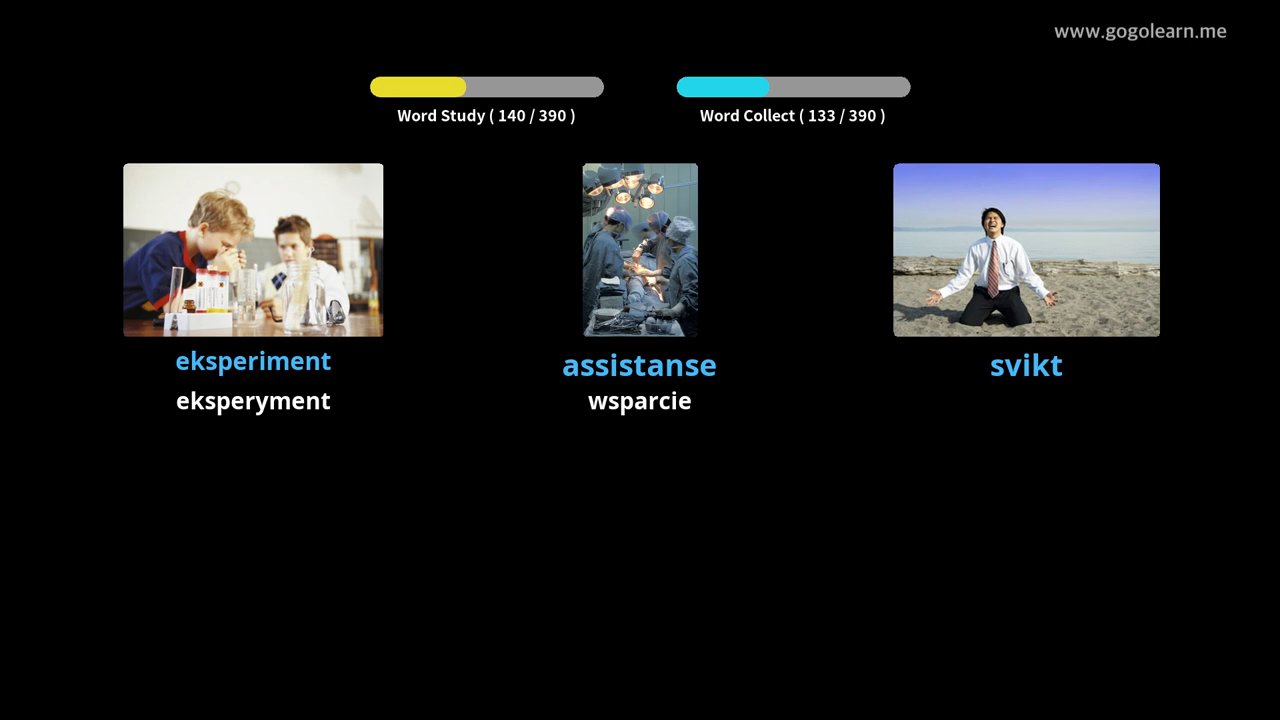 www.gogolearn.me
Word Study ( 140 / 390 )
Word Collect ( 133 / 390 )
eksperiment
assistanse
svikt
eksperyment
wsparcie